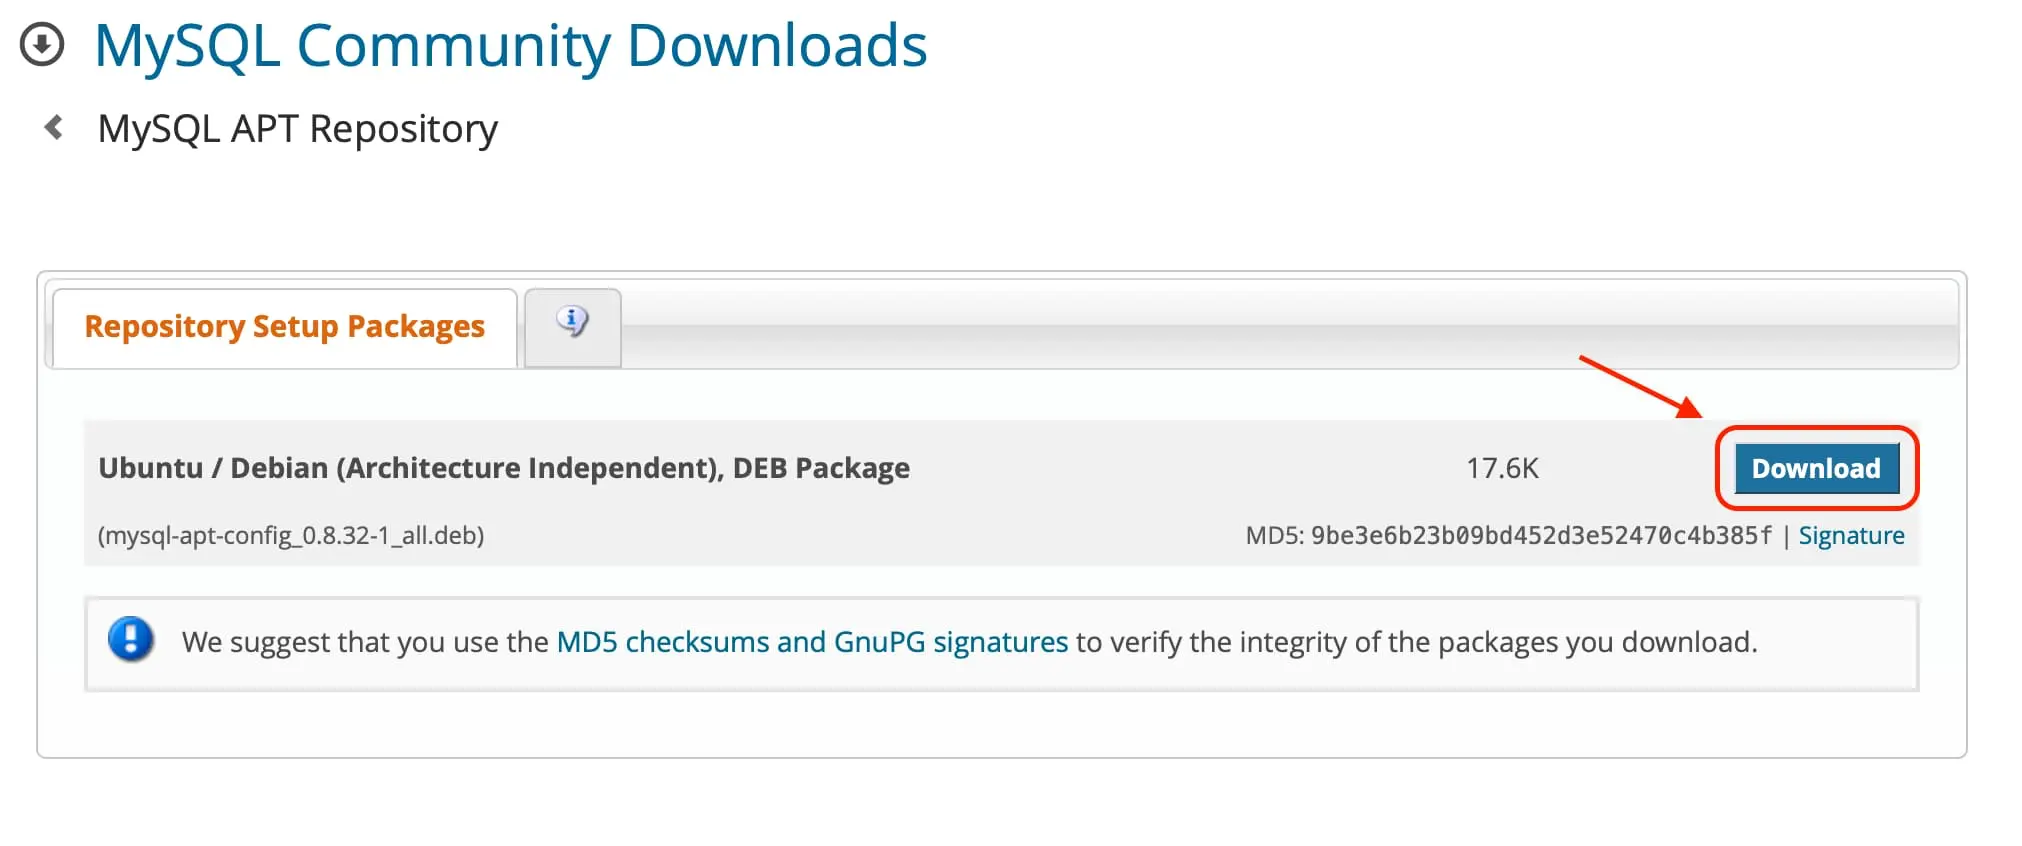 MySQL Community Downloads
MySQL APT Repository
Repository Setup Packages
Ubuntu / Debian (Architecture Independent), DEB Package 17.6K Download
(mysql-apt-config_0.8.32-1_all.deb) MD5: 9be3e6b23b09bd452d3e52470c4b385f | Signature
We suggest that you use the MD5 checksums and GnuPG signatures to verify the integrity of the packages you download.